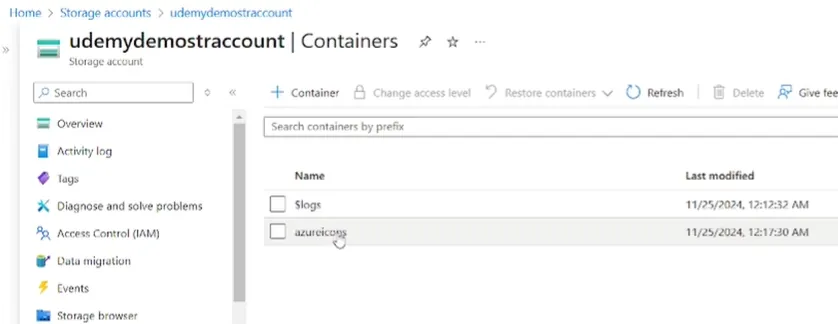 Home > Storage accounts > udemydemostraccount
udemydemostraccount | Containers
Storage account
Search
Container
Change access level
Restore containers
Refresh
Delete
Give fee
Search containers by prefix
Overview
Activity log
Tags
Diagnose and solve problems
Access Control (IAM)
Data migration
Events
Storage browser
Name Last modified
$logs 11/25/2024, 12:12:32 AM
azureicons 11/25/2024, 12:17:30 AM